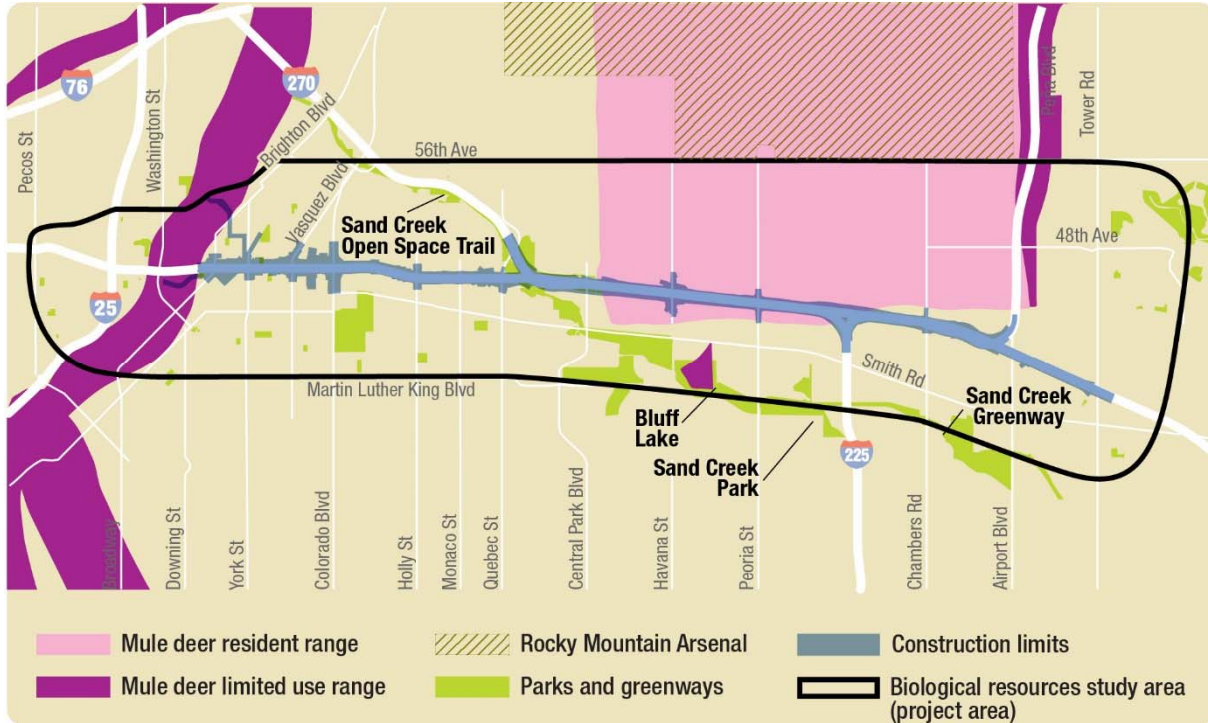 76
270
25
225
Pecos St
Washington St
Brighton Blvd
Vasquez Blvd
56th Ave
Peña Blvd
Tower Rd
48th Ave
Sand Creek
Open Space Trail
Martin Luther King Blvd
Smith Rd
Bluff
Lake
Sand Creek
Park
Sand Creek
Greenway
Broadway
Downing St
York St
Colorado Blvd
Holly St
Monaco St
Quebec St
Central Park Blvd
Havana St
Peoria St
Chambers Rd
Airport Blvd
Mule deer resident range
Mule deer limited use range
Rocky Mountain Arsenal
Parks and greenways
Construction limits
Biological resources study area
(project area)